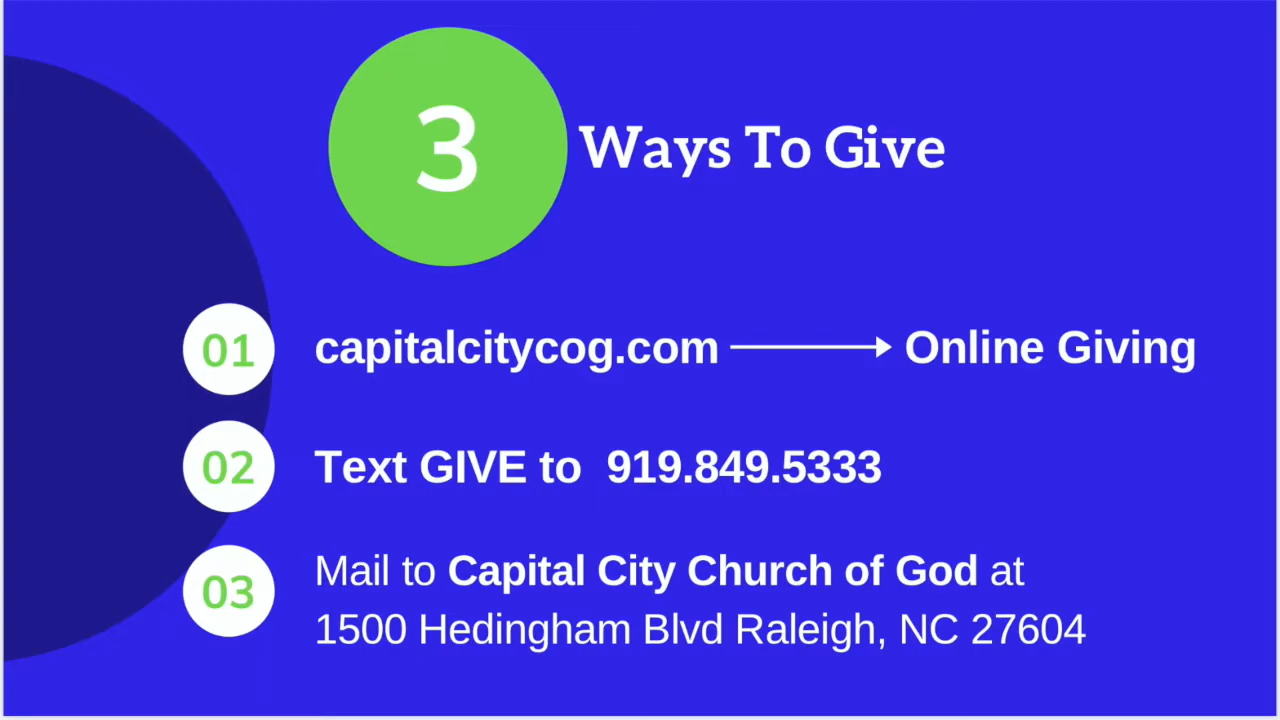 3 Ways To Give
01 capitalcitycog.com Online Giving
02 Text GIVE to 919.849.5333
03 Mail to Capital City Church of God at
1500 Hedingham Blvd Raleigh, NC 27604